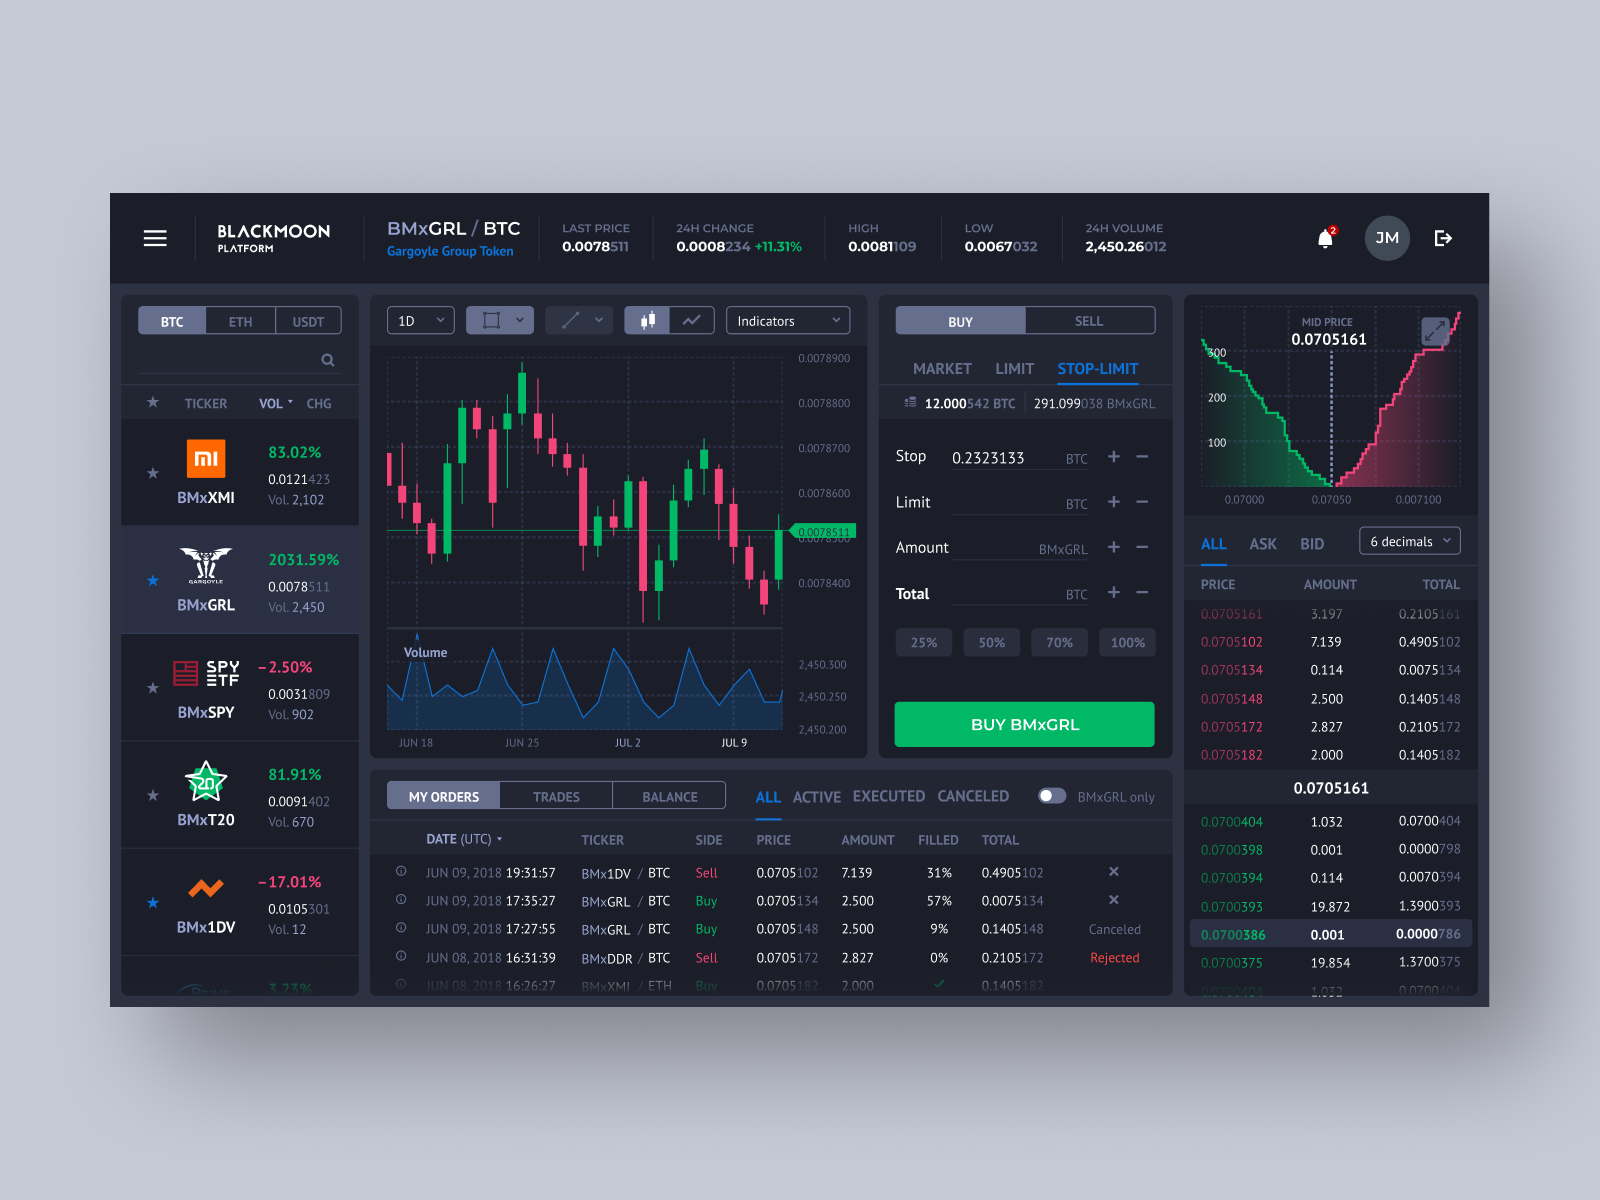 BLACKMOON
PLATFORM
BMxGRL / BTC
Gargoyle Group Token
LAST PRICE
0.0078511
24H CHANGE
0.0008234 +11.31%
HIGH
0.0081109
LOW
0.0067032
24H VOLUME
2,450.26012
2
JM
BTC ETH USDT
TICKER VOL CHG
mi
83.02%
0.0121423
BMxXMI
Vol. 2,102
GARGOYLE
2031.59%
0.0078511
BMxGRL
Vol. 2,450
SPY
ETF
−2.50%
0.0031809
BMxSPY
Vol. 902
20
81.91%
0.0091402
BMxT20
Vol. 670
−17.01%
0.0105301
BMx1DV
Vol. 12
PRIME
3.23%
1D
Indicators
0.0078900
0.0078800
0.0078700
0.0078600
0.0078511
0.0078500
0.0078400
Volume
2,450.300
2,450.250
2,450.200
JUN 18 JUN 25 JUL 2 JUL 9
BUY SELL
MARKET LIMIT STOP-LIMIT
12.000542 BTC 291.099038 BMxGRL
Stop 0.2323133 BTC + −
Limit BTC + −
Amount BMxGRL + −
Total BTC + −
25% 50% 70% 100%
BUY BMxGRL
MID PRICE
0.0705161
300
200
100
0.07000 0.07050 0.007100
ALL ASK BID 6 decimals
PRICE AMOUNT TOTAL
0.0705161 3.197 0.2105161
0.0705102 7.139 0.4905102
0.0705134 0.114 0.0075134
0.0705148 2.500 0.1405148
0.0705172 2.827 0.2105172
0.0705182 2.000 0.1405182
0.0705161
0.0700404 1.032 0.0700404
0.0700398 0.001 0.0000798
0.0700394 0.114 0.0070394
0.0700393 19.872 1.3900393
0.0700386 0.001 0.0000786
0.0700375 19.854 1.3700375
0.0700404 1.032 0.0700404
MY ORDERS TRADES BALANCE
ALL ACTIVE EXECUTED CANCELED
BMxGRL only
DATE (UTC) TICKER SIDE PRICE AMOUNT FILLED TOTAL
JUN 09, 2018 19:31:57 BMx1DV / BTC Sell 0.0705102 7.139 31% 0.4905102
JUN 09, 2018 17:35:27 BMxGRL / BTC Buy 0.0705134 2.500 57% 0.0075134
JUN 09, 2018 17:27:55 BMxGRL / BTC Buy 0.0705148 2.500 9% 0.1405148 Canceled
JUN 08, 2018 16:31:39 BMxDDR / BTC Sell 0.0705172 2.827 0% 0.2105172 Rejected
JUN 08, 2018 16:26:27 BMxXMI / ETH Buy 0.0705182 2.000 0.1405182